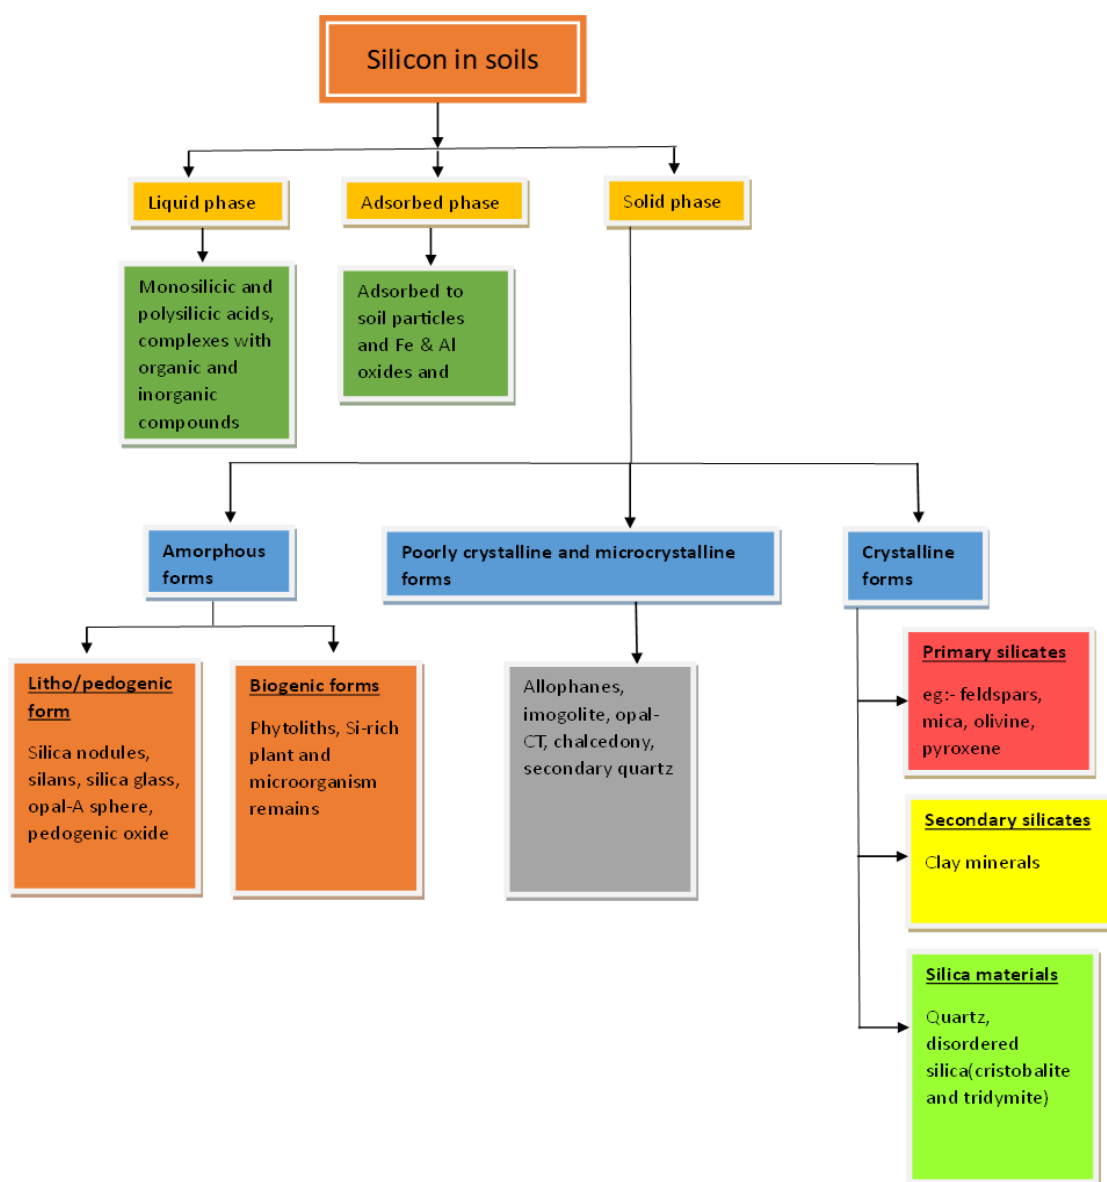 Silicon in soils
Liquid phase
Adsorbed phase
Solid phase
Monosilicic and
polysilicic acids,
complexes with
organic and
inorganic
compounds
Adsorbed to
soil particles
and Fe & Al
oxides and
Amorphous
forms
Poorly crystalline and microcrystalline
forms
Crystalline
forms
Litho/pedogenic
form
Silica nodules,
silans, silica glass,
opal-A sphere,
pedogenic oxide
Biogenic forms
Phytoliths, Si-rich
plant and
microorganism
remains
Allophanes,
imogolite, opal-
CT, chalcedony,
secondary quartz
Primary silicates
eg:- feldspars,
mica, olivine,
pyroxene
Secondary silicates
Clay minerals
Silica materials
Quartz,
disordered
silica(cristobalite
and tridymite)